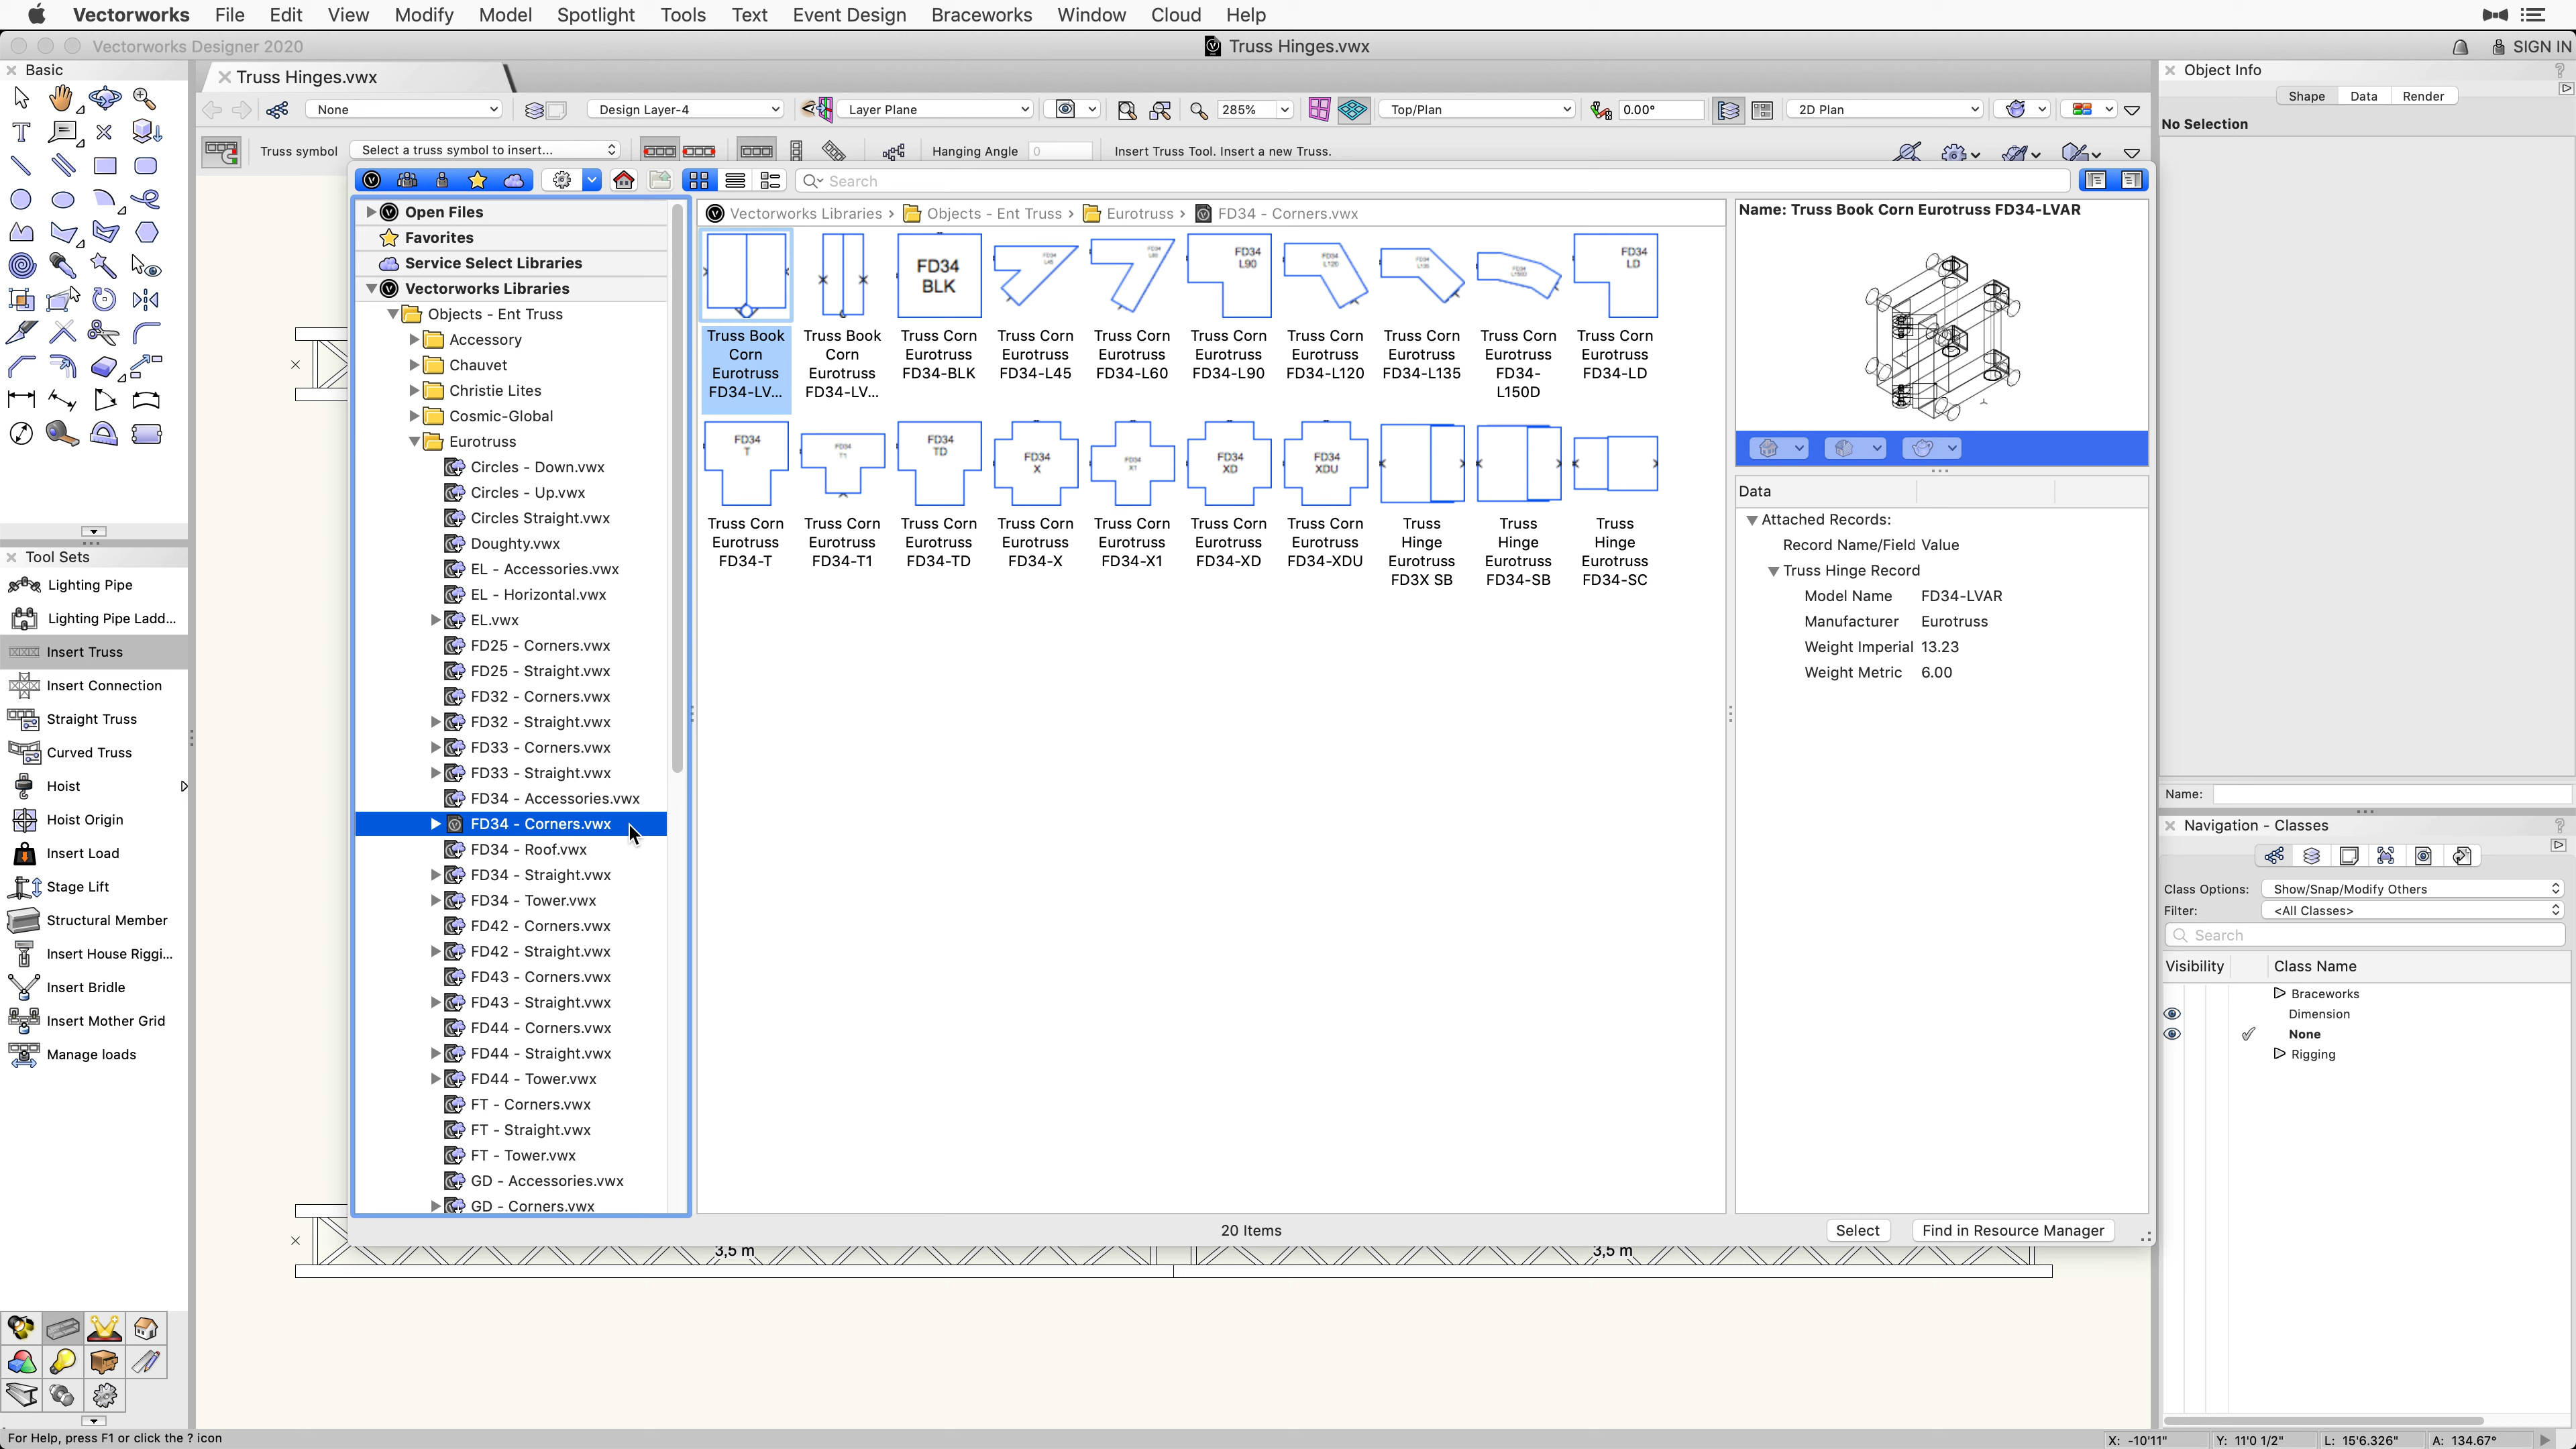 Vectorworks File Edit View Modify Model Spotlight Tools Text Event Design Braceworks Window Cloud Help
Vectorworks Designer 2020
Truss Hinges.vwx
SIGN IN
Basic
Truss Hinges.vwx
None
Design Layer-4
Layer Plane
285%
Top/Plan
0.00°
2D Plan
Truss symbol
Select a truss symbol to insert...
Hanging Angle 0
Insert Truss Tool. Insert a new Truss.
Search
Open Files
Favorites
Service Select Libraries
Vectorworks Libraries
Objects - Ent Truss
Accessory
Chauvet
Christie Lites
Cosmic-Global
Eurotruss
Circles - Down.vwx
Circles - Up.vwx
Circles Straight.vwx
Doughty.vwx
EL - Accessories.vwx
EL - Horizontal.vwx
EL.vwx
FD25 - Corners.vwx
FD25 - Straight.vwx
FD32 - Corners.vwx
FD32 - Straight.vwx
FD33 - Corners.vwx
FD33 - Straight.vwx
FD34 - Accessories.vwx
FD34 - Corners.vwx
FD34 - Roof.vwx
FD34 - Straight.vwx
FD34 - Tower.vwx
FD42 - Corners.vwx
FD42 - Straight.vwx
FD43 - Corners.vwx
FD43 - Straight.vwx
FD44 - Corners.vwx
FD44 - Straight.vwx
FD44 - Tower.vwx
FT - Corners.vwx
FT - Straight.vwx
FT - Tower.vwx
GD - Accessories.vwx
GD - Corners.vwx
Vectorworks Libraries › Objects - Ent Truss › Eurotruss › FD34 - Corners.vwx
FD34
BLK
FD34
L90
FD34
L120
FD34
LD
Truss Book
Corn
Eurotruss
FD34-LV...
Truss Book
Corn
Eurotruss
FD34-LV...
Truss Corn
Eurotruss
FD34-BLK
Truss Corn
Eurotruss
FD34-L45
Truss Corn
Eurotruss
FD34-L60
Truss Corn
Eurotruss
FD34-L90
Truss Corn
Eurotruss
FD34-L120
Truss Corn
Eurotruss
FD34-L135
Truss Corn
Eurotruss
FD34-
L150D
Truss Corn
Eurotruss
FD34-LD
FD34
T
FD34
T1
FD34
TD
FD34
X
FD34
X1
FD34
XD
FD34
XDU
Truss Corn
Eurotruss
FD34-T
Truss Corn
Eurotruss
FD34-T1
Truss Corn
Eurotruss
FD34-TD
Truss Corn
Eurotruss
FD34-X
Truss Corn
Eurotruss
FD34-X1
Truss Corn
Eurotruss
FD34-XD
Truss Corn
Eurotruss
FD34-XDU
Truss
Hinge
Eurotruss
FD3X SB
Truss
Hinge
Eurotruss
FD34-SB
Truss
Hinge
Eurotruss
FD34-SC
20 Items
Select
Find in Resource Manager
Name: Truss Book Corn Eurotruss FD34-LVAR
Data
Attached Records:
Record Name/Field Value
Truss Hinge Record
Model Name FD34-LVAR
Manufacturer Eurotruss
Weight Imperial 13.23
Weight Metric 6.00
3,5 m
3,5 m
Tool Sets
Lighting Pipe
Lighting Pipe Ladd...
Insert Truss
Insert Connection
Straight Truss
Curved Truss
Hoist
Hoist Origin
Insert Load
Stage Lift
Structural Member
Insert House Riggi...
Insert Bridle
Insert Mother Grid
Manage loads
Object Info
Shape Data Render
No Selection
Name:
Navigation - Classes
Class Options: Show/Snap/Modify Others
Filter: <All Classes>
Search
Visibility Class Name
Braceworks
Dimension
None
Rigging
For Help, press F1 or click the ? icon
X: -10'11" Y: 11'0 1/2" L: 15'6.326" A: 134.67°